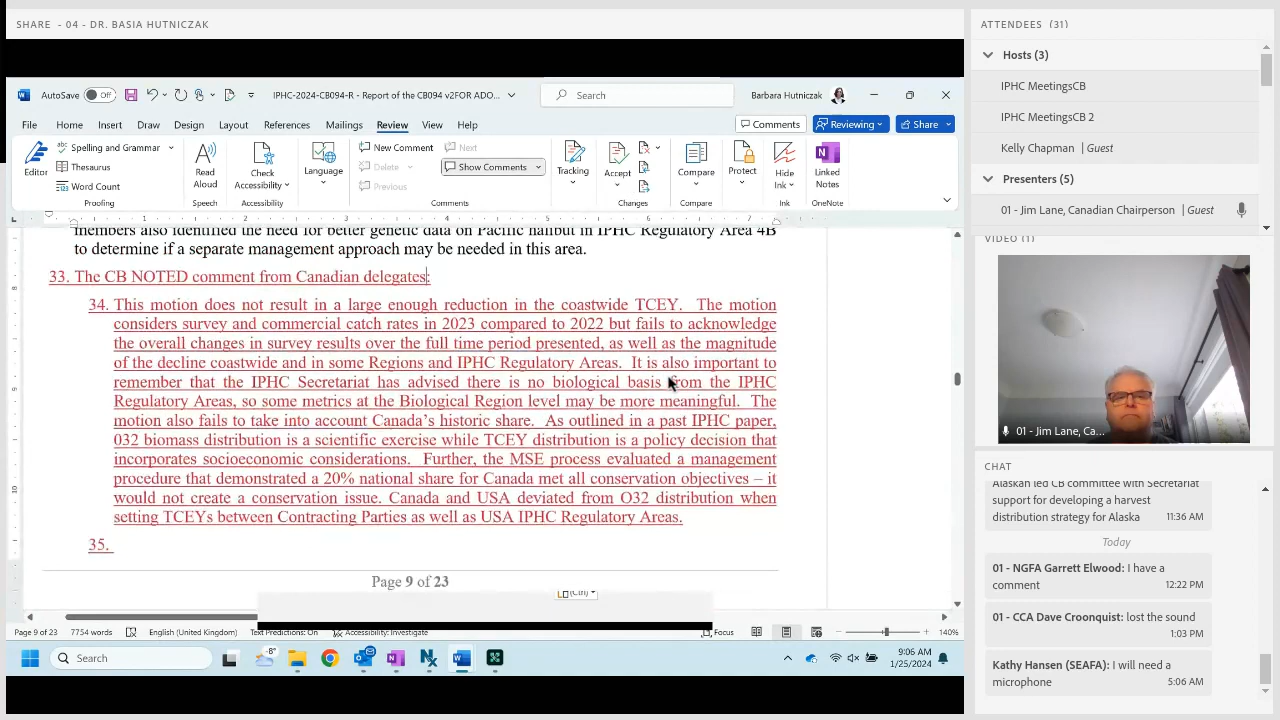 SHARE - 04 - DR. BASIA HUTNICZAK
AutoSave Off
IPHC-2024-CB094-R - Report of the CB094 v2FOR ADO...
Search
Barbara Hutniczak
File Home Insert Draw Design Layout References Mailings Review View Help
Comments
Reviewing
Share
Editor
Spelling and Grammar
Thesaurus
Word Count
Proofing
Read Aloud
Speech
Check Accessibility
Accessibility
Language
New Comment
Delete
Previous
Next
Show Comments
Comments
Tracking
Accept
Changes
Compare
Compare
Protect
Hide Ink
Ink
Linked Notes
OneNote
members also identified the need for better genetic data on Pacific halibut in IPHC Regulatory Area 4B
to determine if a separate management approach may be needed in this area.
33. The CB NOTED comment from Canadian delegates:
34. This motion does not result in a large enough reduction in the coastwide TCEY. The motion
considers survey and commercial catch rates in 2023 compared to 2022 but fails to acknowledge
the overall changes in survey results over the full time period presented, as well as the magnitude
of the decline coastwide and in some Regions and IPHC Regulatory Areas. It is also important to
remember that the IPHC Secretariat has advised there is no biological basis from the IPHC
Regulatory Areas, so some metrics at the Biological Region level may be more meaningful. The
motion also fails to take into account Canada's historic share. As outlined in a past IPHC paper,
032 biomass distribution is a scientific exercise while TCEY distribution is a policy decision that
incorporates socioeconomic considerations. Further, the MSE process evaluated a management
procedure that demonstrated a 20% national share for Canada met all conservation objectives – it
would not create a conservation issue. Canada and USA deviated from O32 distribution when
setting TCEYs between Contracting Parties as well as USA IPHC Regulatory Areas.
35.
Page 9 of 23
(Ctrl)
Page 9 of 23 7754 words English (United Kingdom) Text Predictions: On Accessibility: Investigate Focus 140%
Search
-8°
9:06 AM
1/25/2024
ATTENDEES (31)
Hosts (3)
IPHC MeetingsCB
IPHC MeetingsCB 2
Kelly Chapman | Guest
Presenters (5)
01 - Jim Lane, Canadian Chairperson | Guest
VIDEO (1)
01 - Jim Lane, Ca...
CHAT
Alaskan led CB committee with Secretariat
support for developing a harvest
distribution strategy for Alaska 11:36 AM
Today
01 - NGFA Garrett Elwood: I have a
comment 12:22 PM
01 - CCA Dave Croonquist: lost the sound
1:03 PM
Kathy Hansen (SEAFA): I will need
microphone 5:06 AM